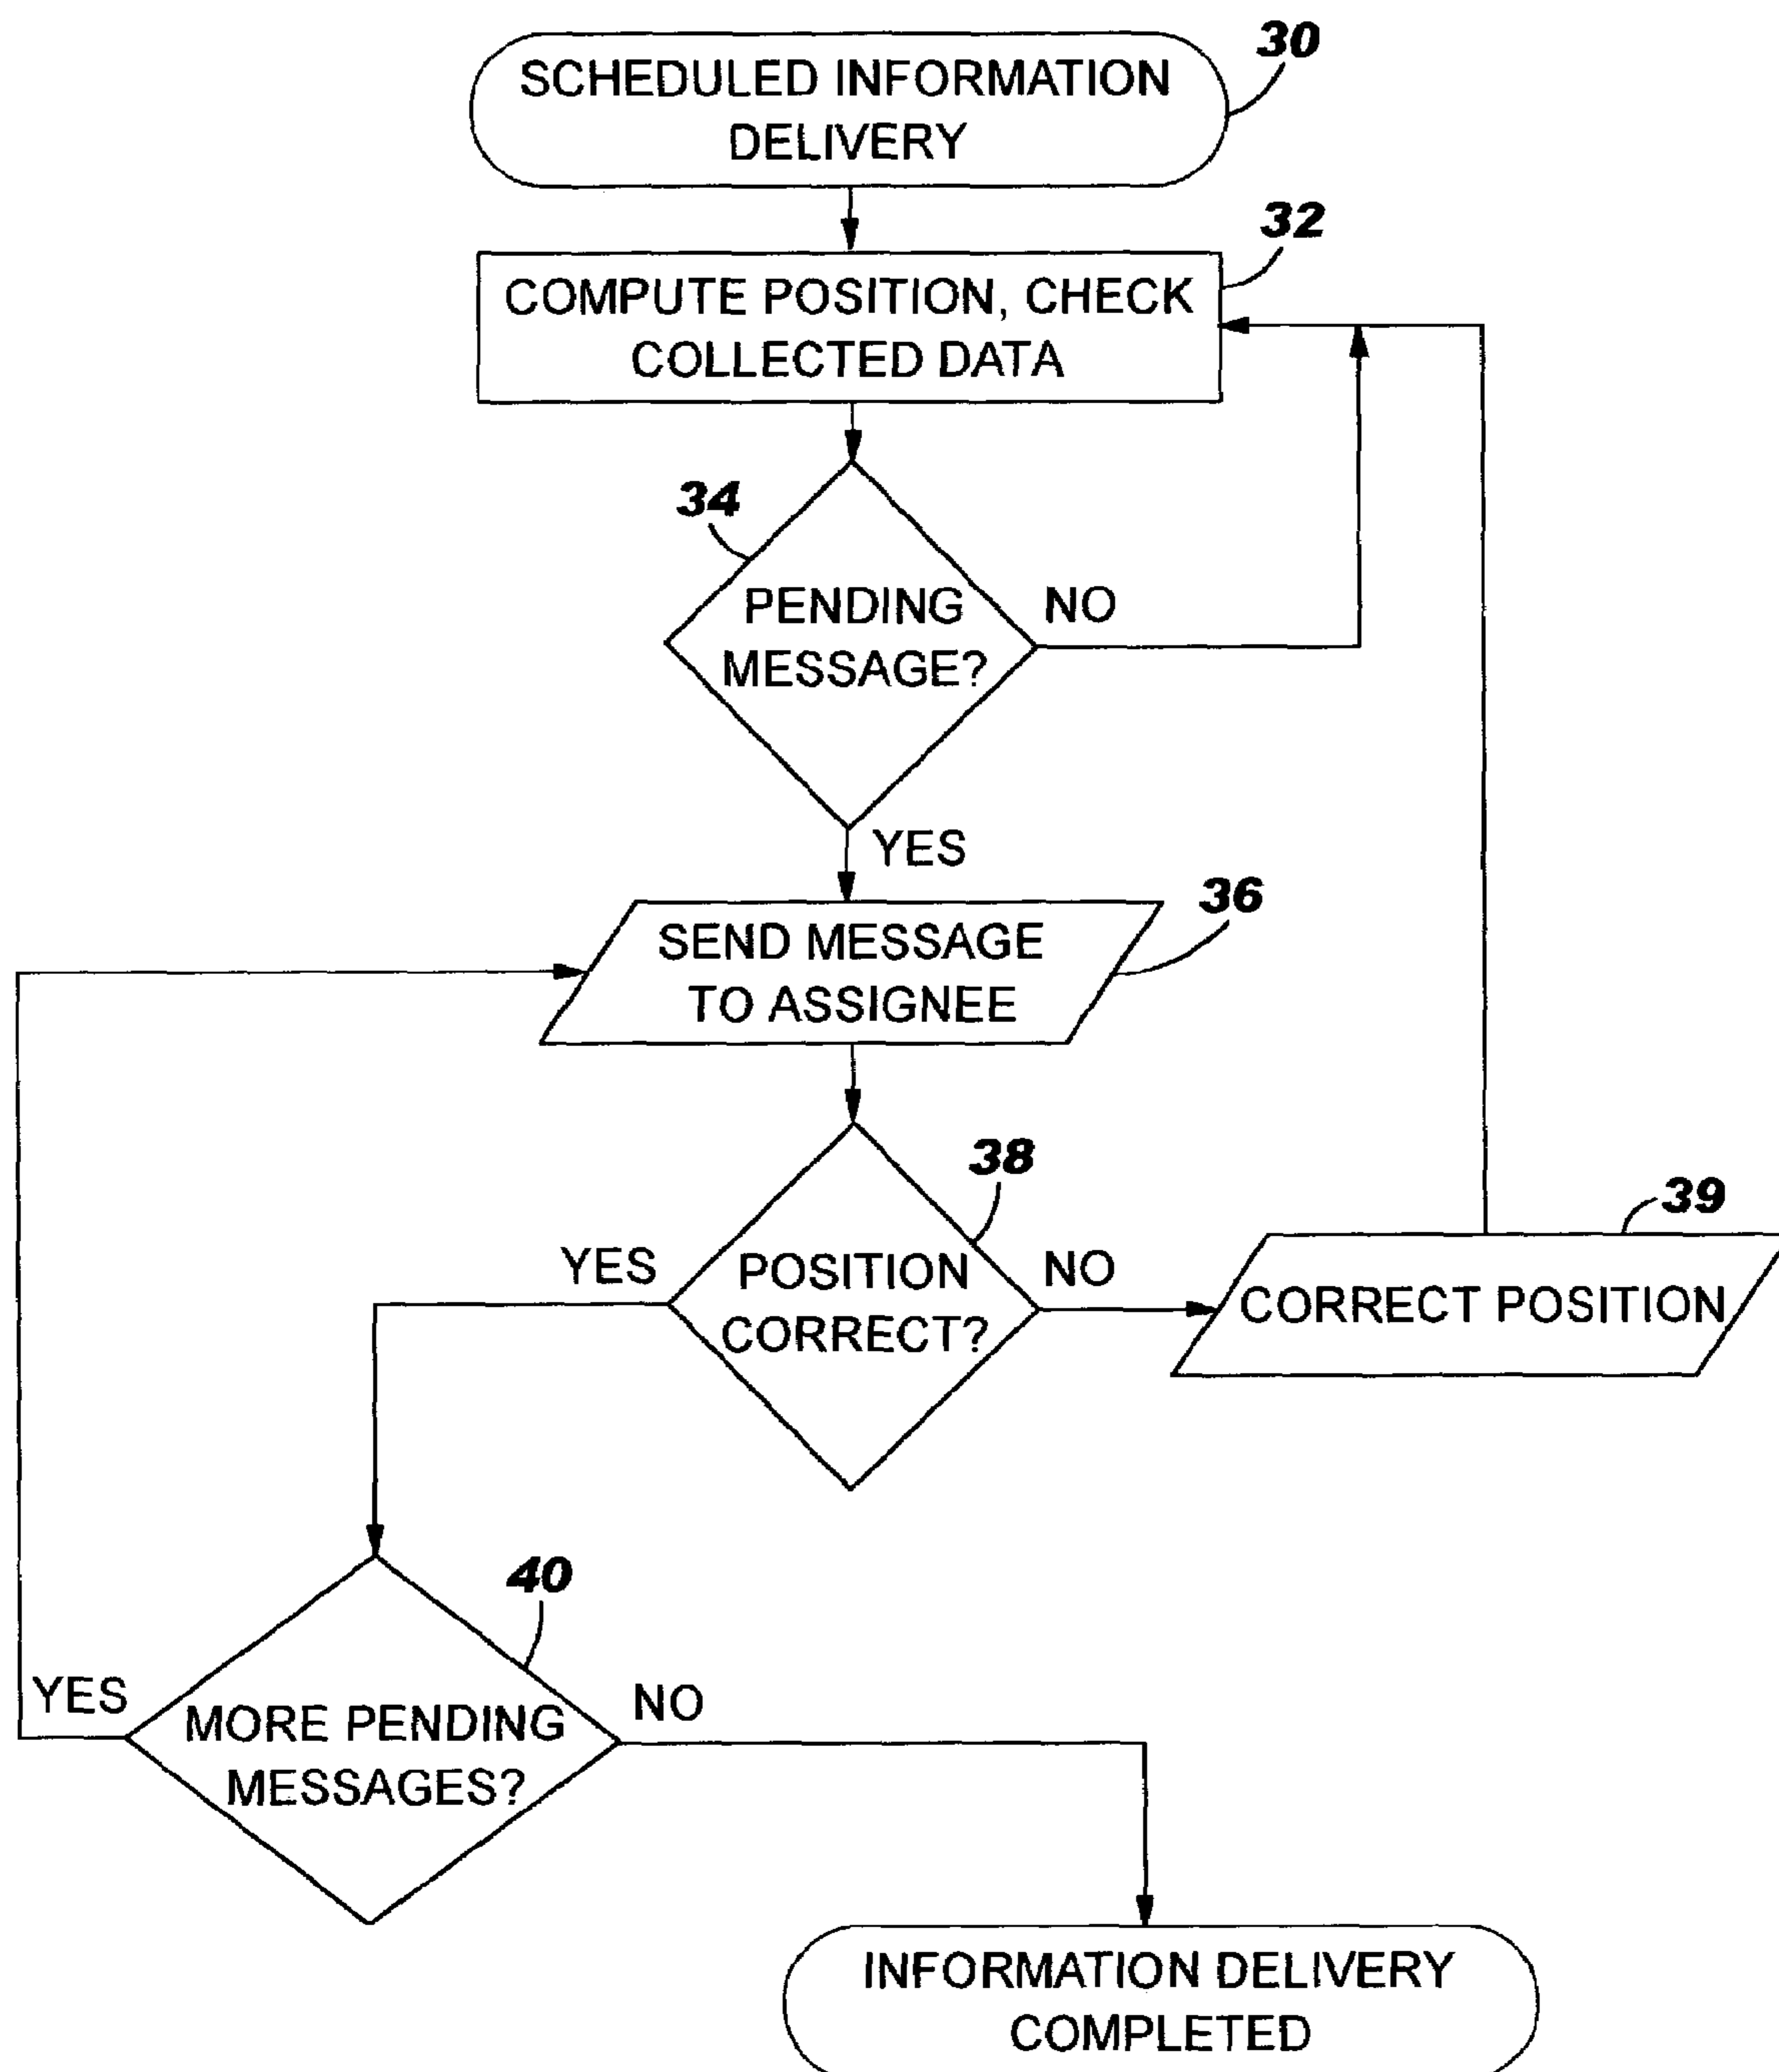 30
SCHEDULED INFORMATION
DELIVERY
32
COMPUTE POSITION, CHECK
COLLECTED DATA
34
PENDING
MESSAGE?
NO
YES
36
SEND MESSAGE
TO ASSIGNEE
38
39
YES
POSITION
CORRECT?
NO
CORRECT POSITION
40
YES
MORE PENDING
MESSAGES?
NO
INFORMATION DELIVERY
COMPLETED